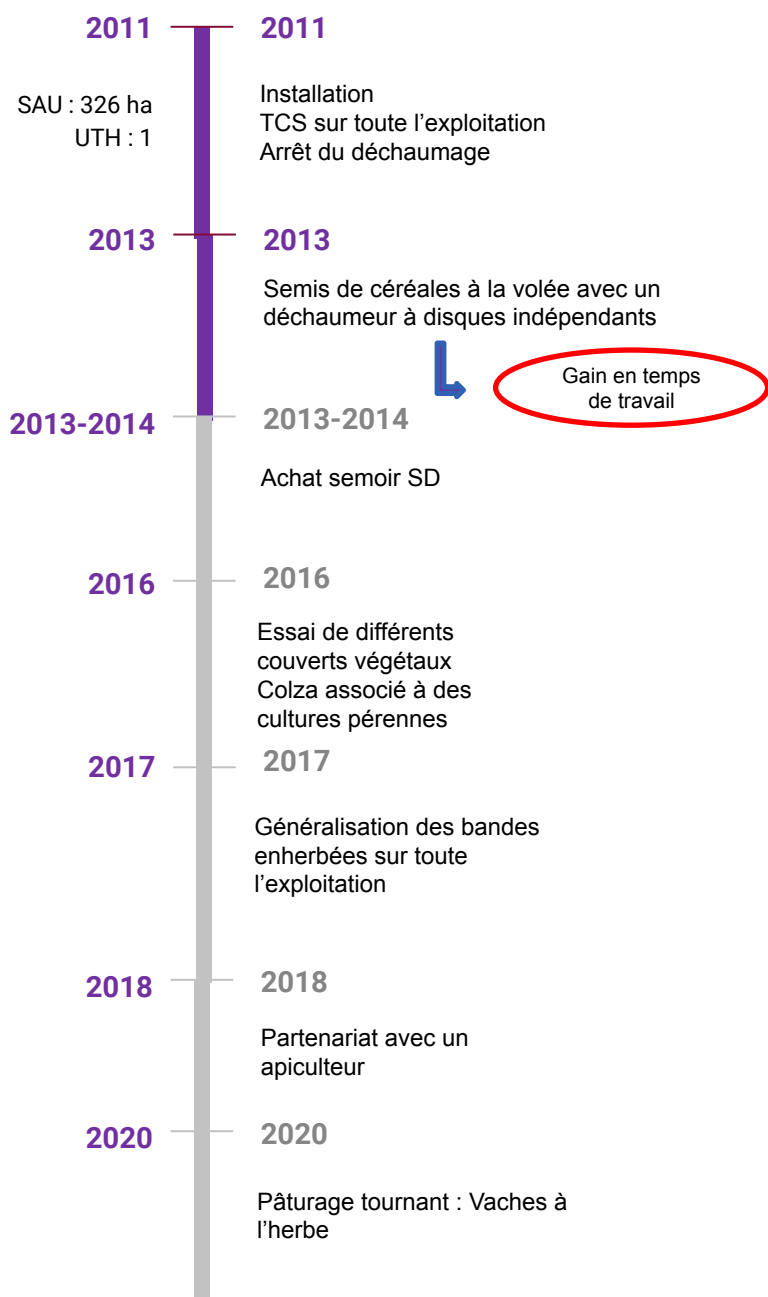 2011
2011
SAU : 326 ha
UTH : 1
Installation
TCS sur toute l’exploitation
Arrêt du déchaumage
2013
2013
Semis de céréales à la volée avec un
déchaumeur à disques indépendants
Gain en temps
de travail
2013-2014
2013-2014
Achat semoir SD
2016
2016
Essai de différents
couverts végétaux
Colza associé à des
cultures pérennes
2017
2017
Généralisation des bandes
enherbées sur toute
l’exploitation
2018
2018
Partenariat avec un
apiculteur
2020
2020
Pâturage tournant : Vaches à
l’herbe